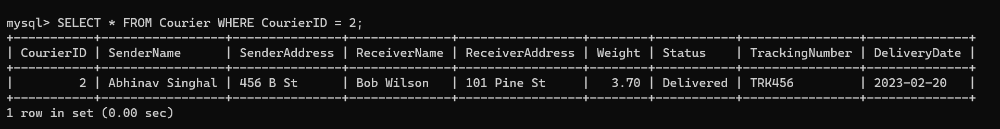 mysql> SELECT * FROM Courier WHERE CourierID = 2;
+-----------+-----------------+---------------+--------------+-----------------+--------+-----------+----------------+--------------+
| CourierID | SenderName      | SenderAddress | ReceiverName | ReceiverAddress | Weight | Status    | TrackingNumber | DeliveryDate |
+-----------+-----------------+---------------+--------------+-----------------+--------+-----------+----------------+--------------+
|         2 | Abhinav Singhal | 456 B St      | Bob Wilson   | 101 Pine St     |   3.70 | Delivered | TRK456         | 2023-02-20   |
+-----------+-----------------+---------------+--------------+-----------------+--------+-----------+----------------+--------------+
1 row in set (0.00 sec)